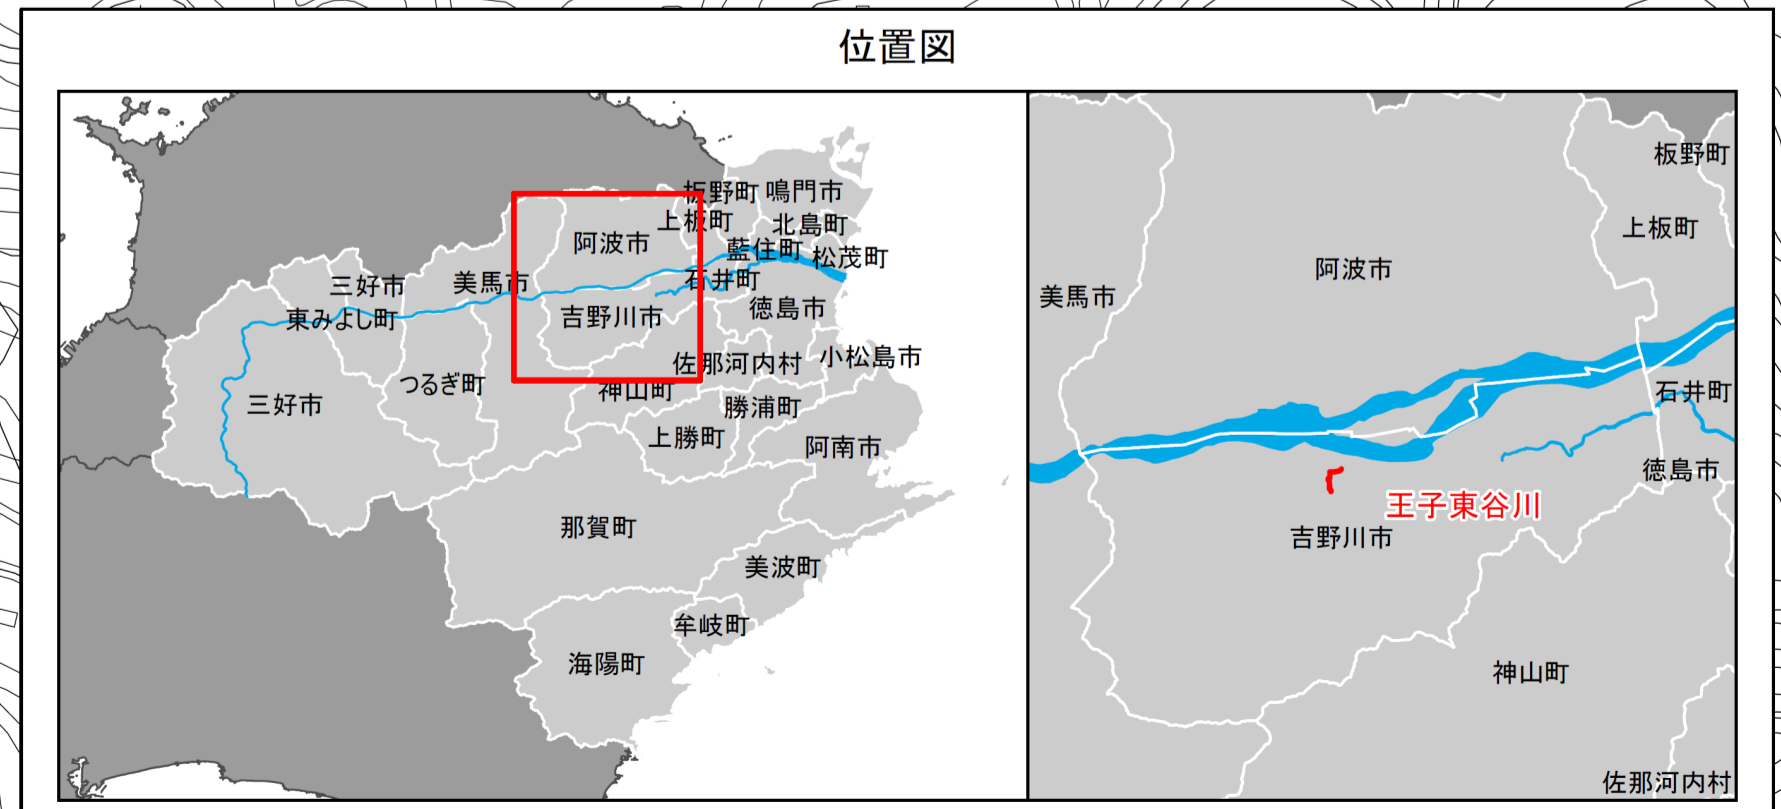 位置図
板野町
鳴門市
上板町
北島町
阿波市
藍住町
松茂町
三好市
美馬市
石井町
東みよし町
吉野川市
徳島市
佐那河内村
小松島市
つるぎ町
神山町
三好市
勝浦町
上勝町
阿南市
那賀町
美波町
牟岐町
海陽町
板野町
上板町
阿波市
美馬市
石井町
徳島市
王子東谷川
吉野川市
神山町
佐那河内村